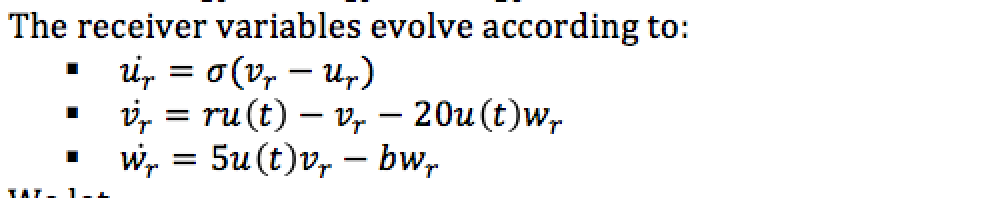 The receiver variables evolve according to:
▪ u̇ᵣ = σ(vᵣ − uᵣ)
▪ v̇ᵣ = ru(t) − vᵣ − 20u(t)wᵣ
▪ ẇᵣ = 5u(t)vᵣ − bwᵣ